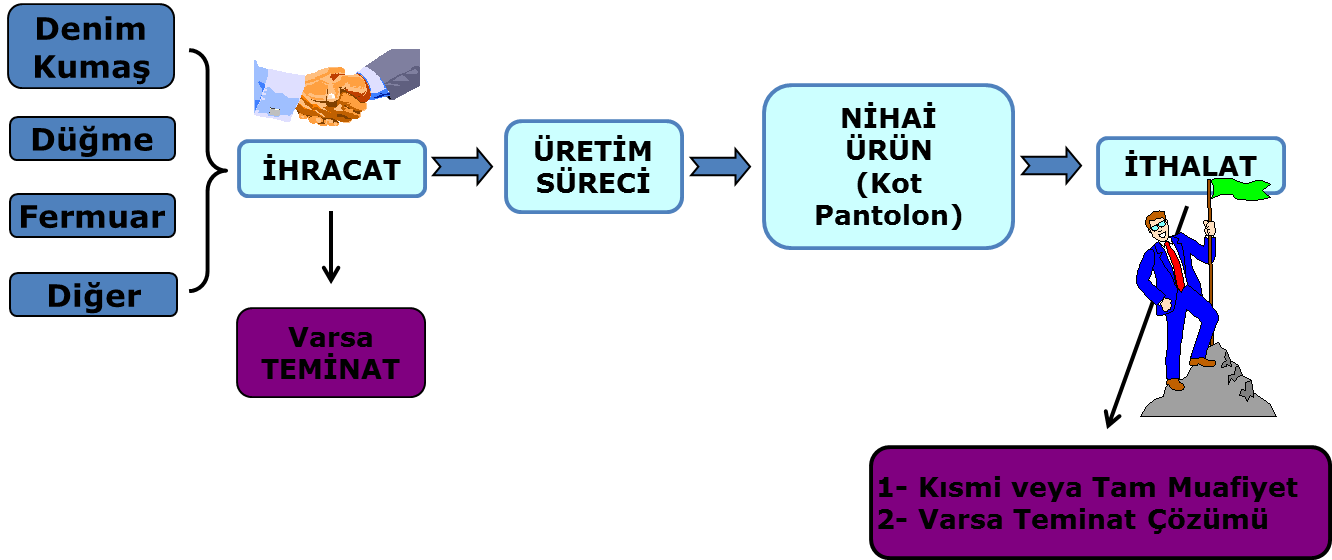 Denim
Kumaş
Düğme
Fermuar
Diğer
İHRACAT
Varsa
TEMİNAT
ÜRETİM
SÜRECİ
NİHAİ
ÜRÜN
(Kot
Pantolon)
İTHALAT
1- Kısmi veya Tam Muafiyet
2- Varsa Teminat Çözümü